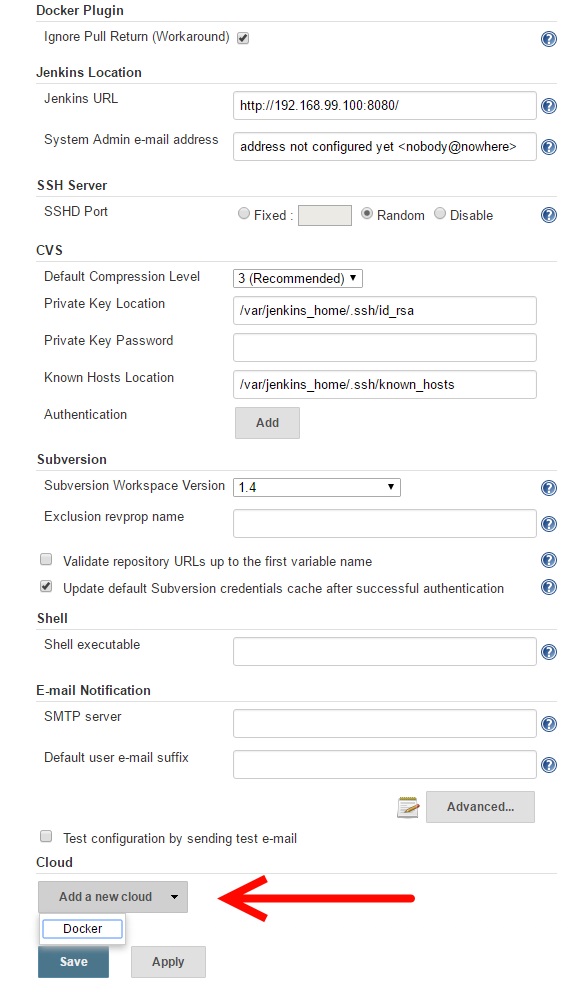 Docker Plugin
Ignore Pull Return (Workaround)
Jenkins Location
Jenkins URL http://192.168.99.100:8080/
System Admin e-mail address address not configured yet <nobody@nowhere>
SSH Server
SSHD Port Fixed : Random Disable
CVS
Default Compression Level 3 (Recommended)
Private Key Location /var/jenkins_home/.ssh/id_rsa
Private Key Password
Known Hosts Location /var/jenkins_home/.ssh/known_hosts
Authentication Add
Subversion
Subversion Workspace Version 1.4
Exclusion revprop name
Validate repository URLs up to the first variable name
Update default Subversion credentials cache after successful authentication
Shell
Shell executable
E-mail Notification
SMTP server
Default user e-mail suffix
Advanced...
Test configuration by sending test e-mail
Cloud
Add a new cloud
Docker
Save Apply